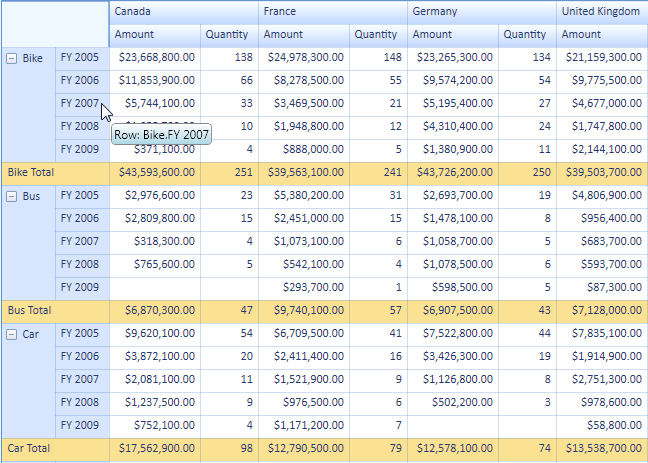 Canada France Germany United Kingdom
Amount Quantity Amount Quantity Amount Quantity Amount
Bike FY 2005 $23,668,800.00 138 $24,978,300.00 148 $23,265,300.00 134 $21,159,300.00
FY 2006 $11,853,900.00 66 $8,278,500.00 55 $9,574,200.00 54 $9,775,500.00
FY 2007 $5,744,100.00 33 $3,469,500.00 21 $5,195,400.00 27 $4,677,000.00
FY 2008 10 $1,948,800.00 12 $4,310,400.00 24 $1,747,800.00
Row: Bike.FY 2007
FY 2009 $371,100.00 4 $888,000.00 5 $1,380,900.00 11 $2,144,100.00
Bike Total $43,593,600.00 251 $39,563,100.00 241 $43,726,200.00 250 $39,503,700.00
Bus FY 2005 $2,976,600.00 23 $5,380,200.00 31 $2,693,700.00 19 $4,806,900.00
FY 2006 $2,809,800.00 15 $2,451,000.00 15 $1,478,100.00 8 $956,400.00
FY 2007 $318,300.00 4 $1,073,100.00 6 $1,058,700.00 5 $683,700.00
FY 2008 $765,600.00 5 $542,100.00 4 $1,078,500.00 6 $593,700.00
FY 2009 $293,700.00 1 $598,500.00 5 $87,300.00
Bus Total $6,870,300.00 47 $9,740,100.00 57 $6,907,500.00 43 $7,128,000.00
Car FY 2005 $9,620,100.00 54 $6,709,500.00 41 $7,522,800.00 44 $7,835,100.00
FY 2006 $3,872,100.00 20 $2,411,400.00 16 $3,426,300.00 19 $1,914,900.00
FY 2007 $2,081,100.00 11 $1,521,900.00 9 $1,126,800.00 8 $2,751,300.00
FY 2008 $1,237,500.00 9 $976,500.00 6 $502,200.00 3 $978,600.00
FY 2009 $752,100.00 4 $1,171,200.00 7 $58,800.00
Car Total $17,562,900.00 98 $12,790,500.00 79 $12,578,100.00 74 $13,538,700.00